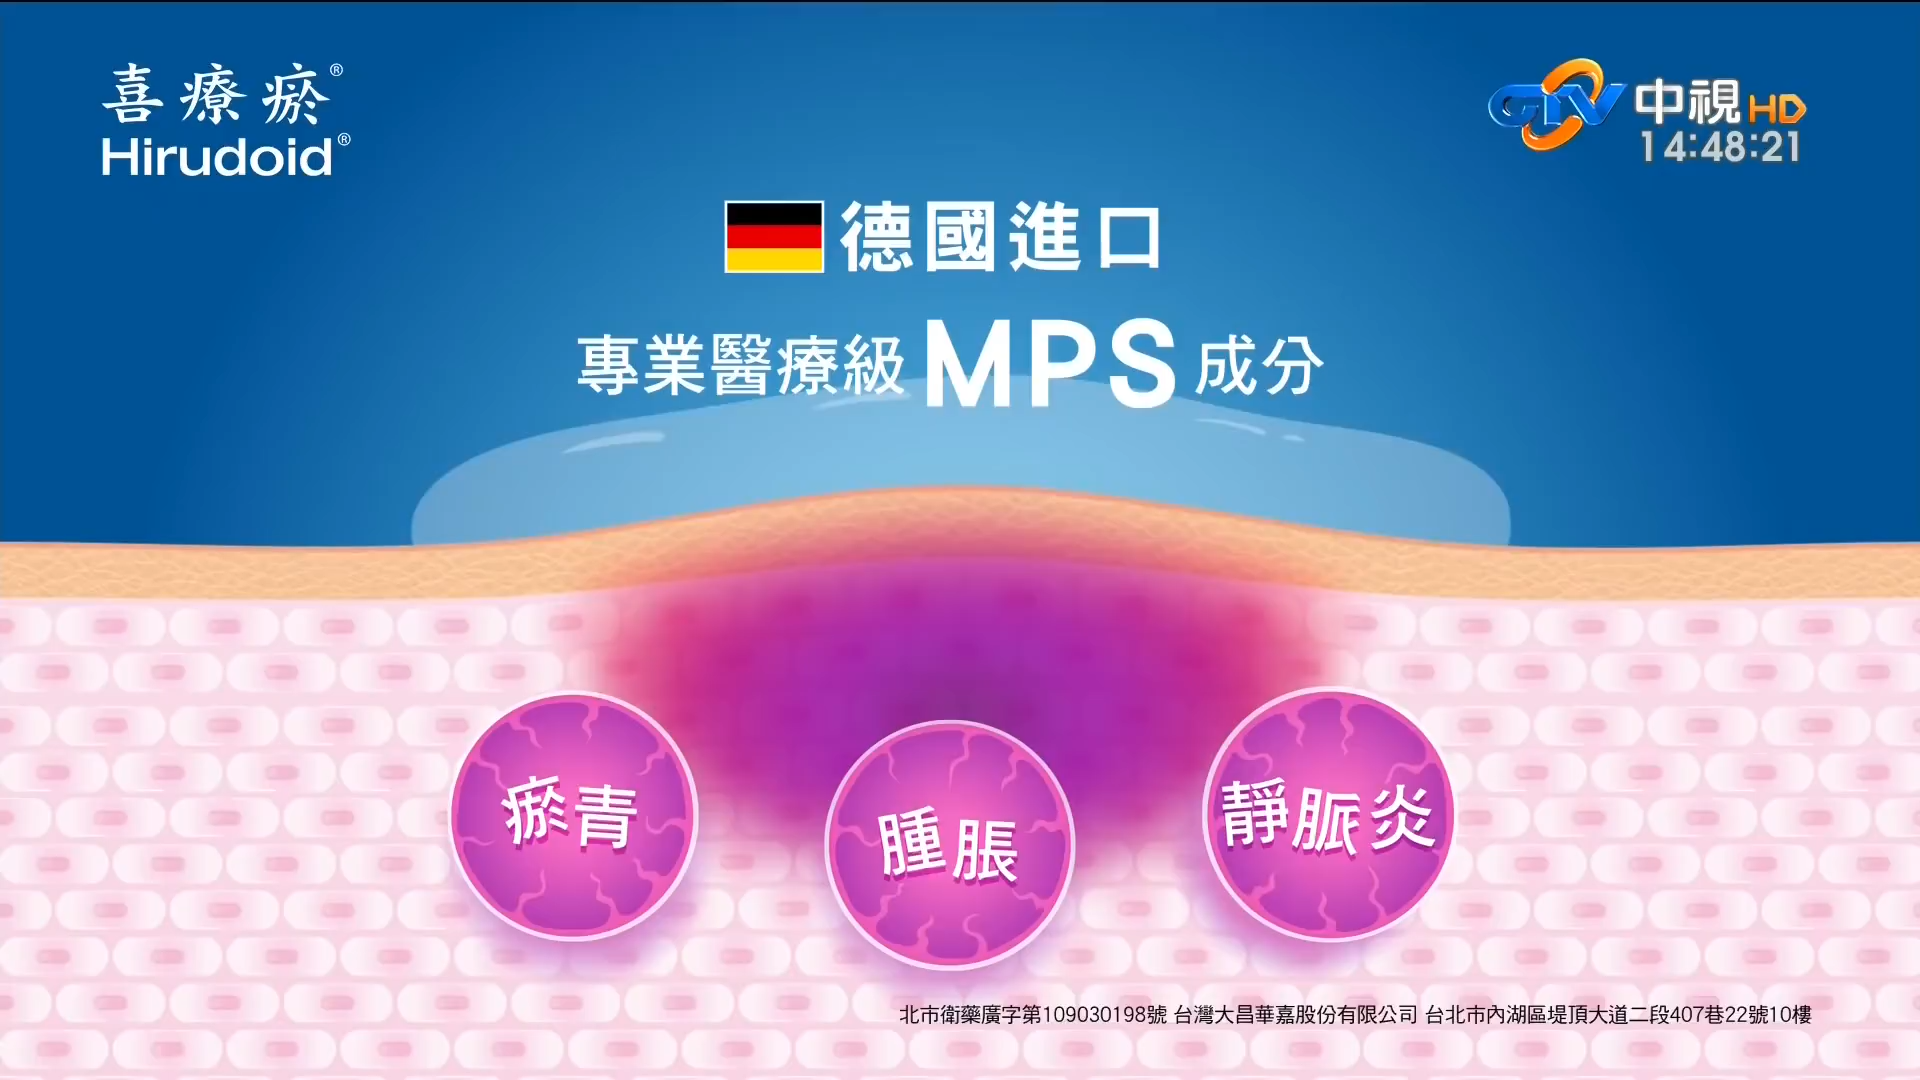 喜療瘀®
Hirudoid®
CTV 中視HD
14:48:21
德國進口
專業醫療級MPS成分
瘀青
腫脹
靜脈炎
北市衛藥廣字第109030198號 台灣大昌華嘉股份有限公司 台北市內湖區堤頂大道二段407巷22號10樓